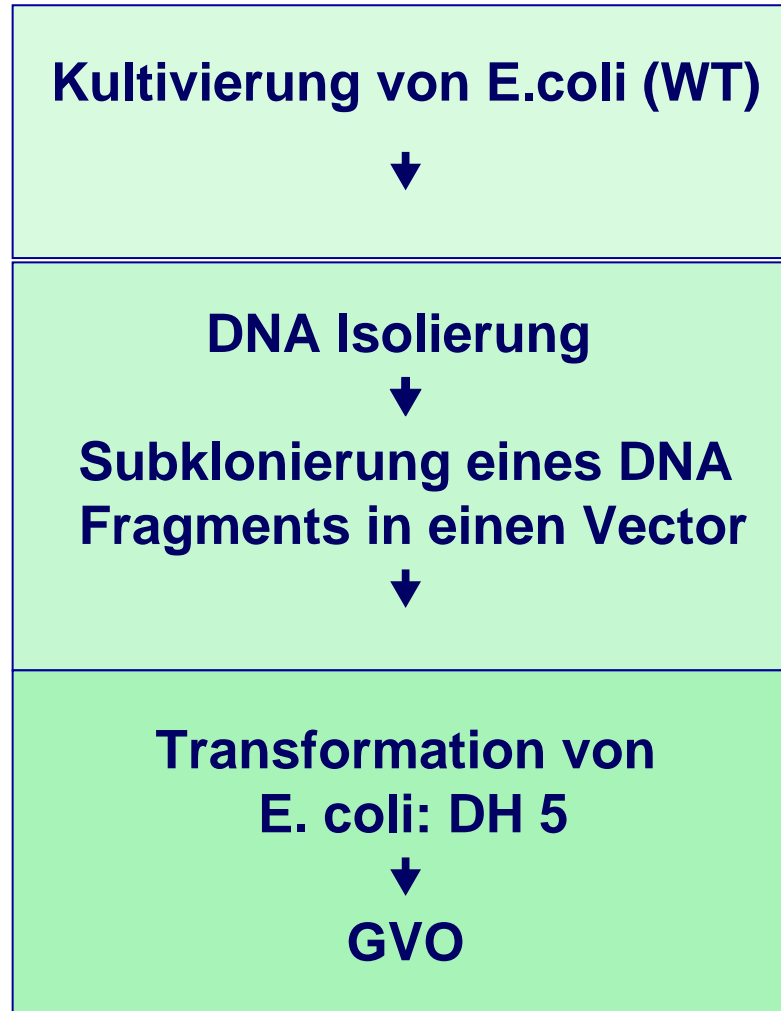 Kultivierung von E.coli (WT)
DNA Isolierung
Subklonierung eines DNA
Fragments in einen Vector
Transformation von
E. coli: DH 5
GVO